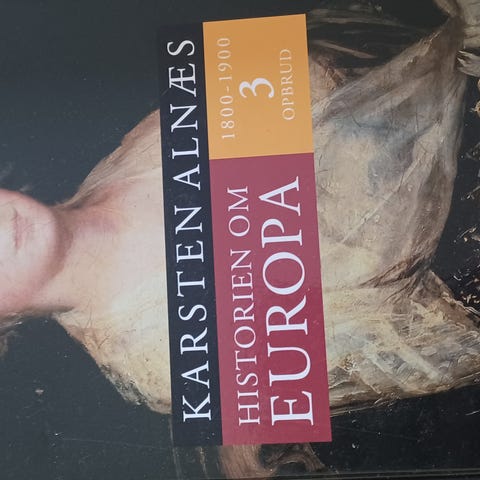 KARSTEN ALNÆS
HISTORIEN OM
EUROPA
1800-1900
3
OPBRUD